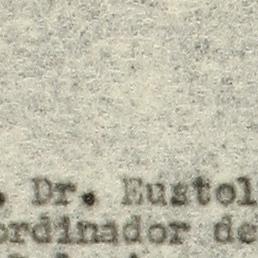 . Dr. Eustol
ordinador de